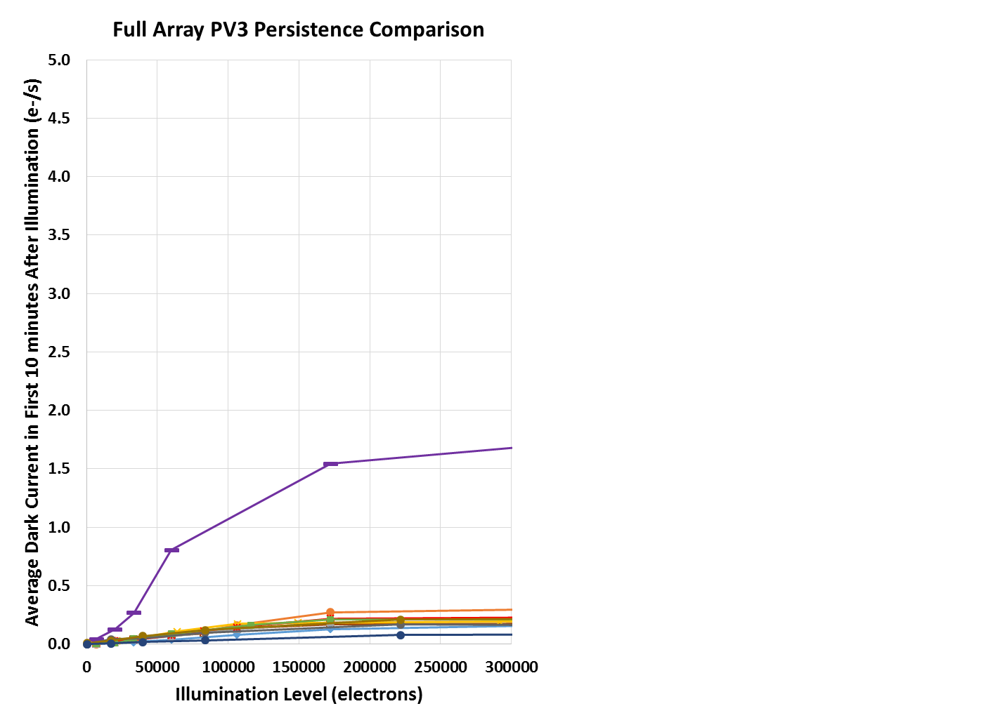 Full Array PV3 Persistence Comparison
Average Dark Current in First 10 minutes After Illumination (e-/s)
5.0
4.5
4.0
3.5
3.0
2.5
2.0
1.5
1.0
0.5
0.0
0 50000 100000 150000 200000 250000 300000
Illumination Level (electrons)